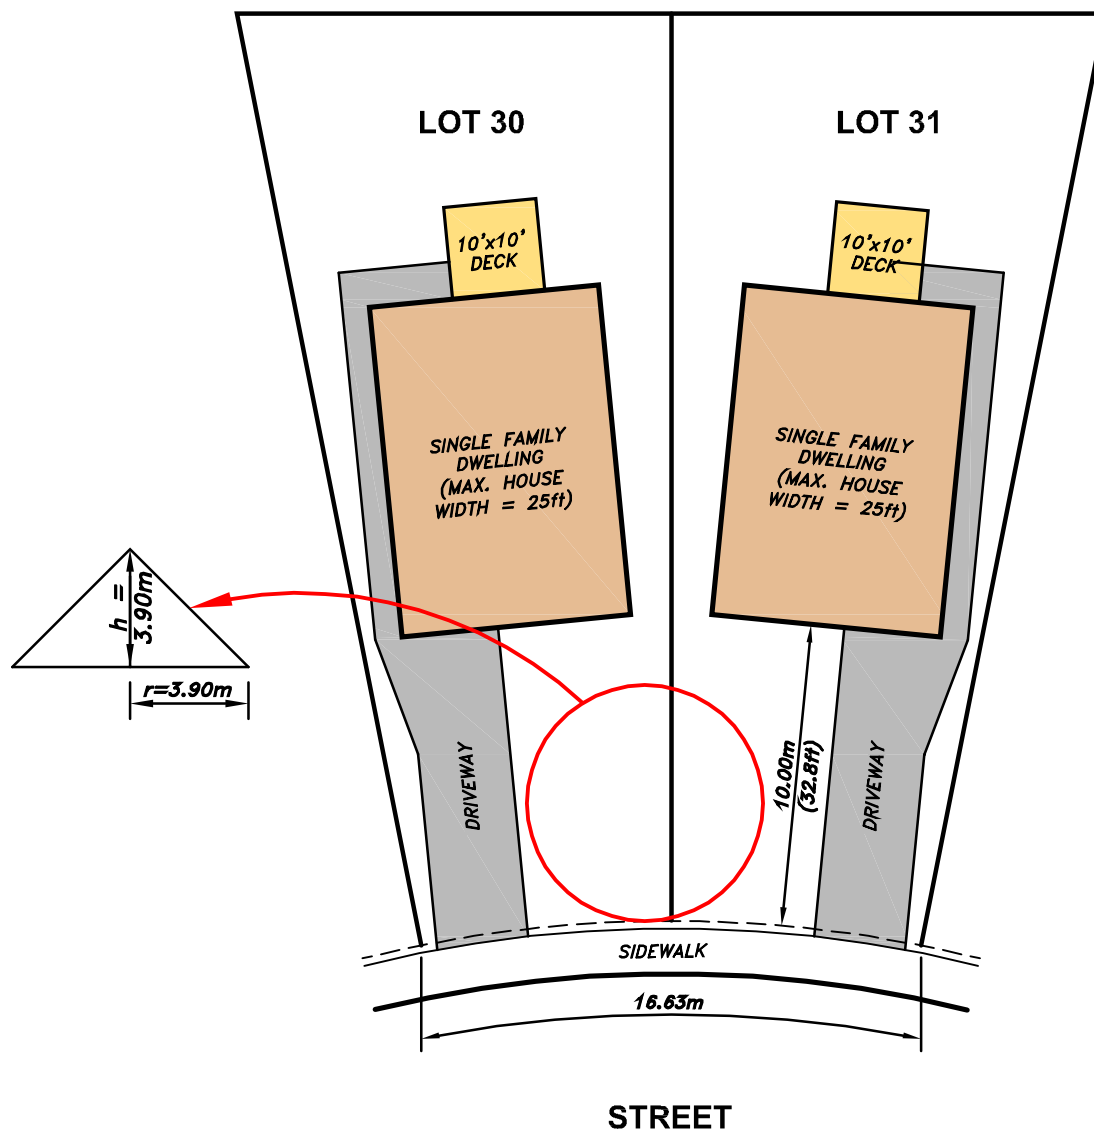 LOT 30
LOT 31
10'x10'
DECK
10'x10'
DECK
SINGLE FAMILY
DWELLING
(MAX. HOUSE
WIDTH = 25ft)
SINGLE FAMILY
DWELLING
(MAX. HOUSE
WIDTH = 25ft)
h =
3.90m
r=3.90m
DRIVEWAY
10.00m
(32.8ft)
DRIVEWAY
SIDEWALK
16.63m
STREET